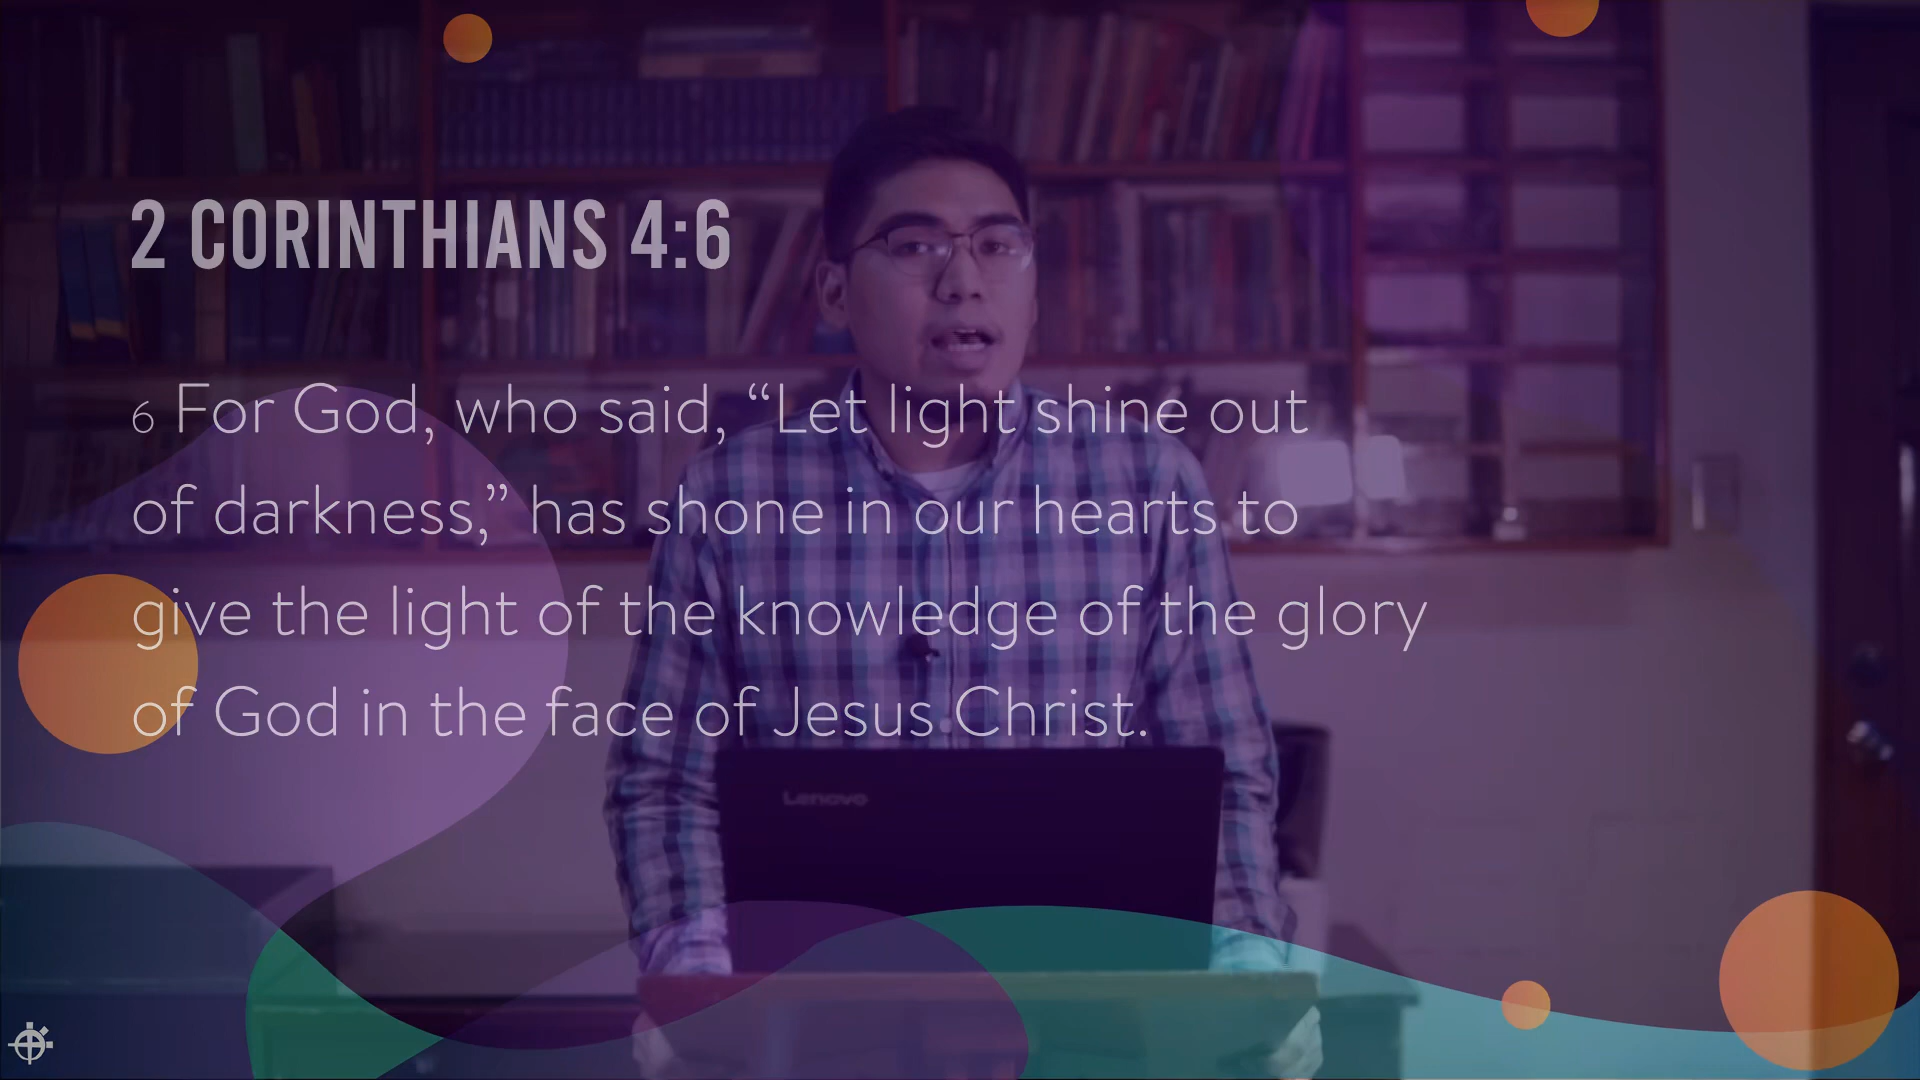 2 CORINTHIANS 4:6
6 For God, who said, “Let light shine out
of darkness,” has shone in our hearts to
give the light of the knowledge of the glory
of God in the face of Jesus Christ.
Lenovo